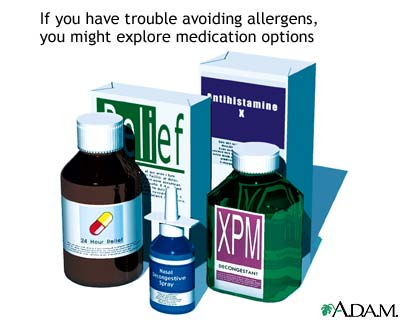 If you have trouble avoiding allergens,
you might explore medication options
Relief
Antihistamine
X
24 Hour Relief
Nasal
Decongestive
Spray
XPM
DECONGESTANT
ADAM.